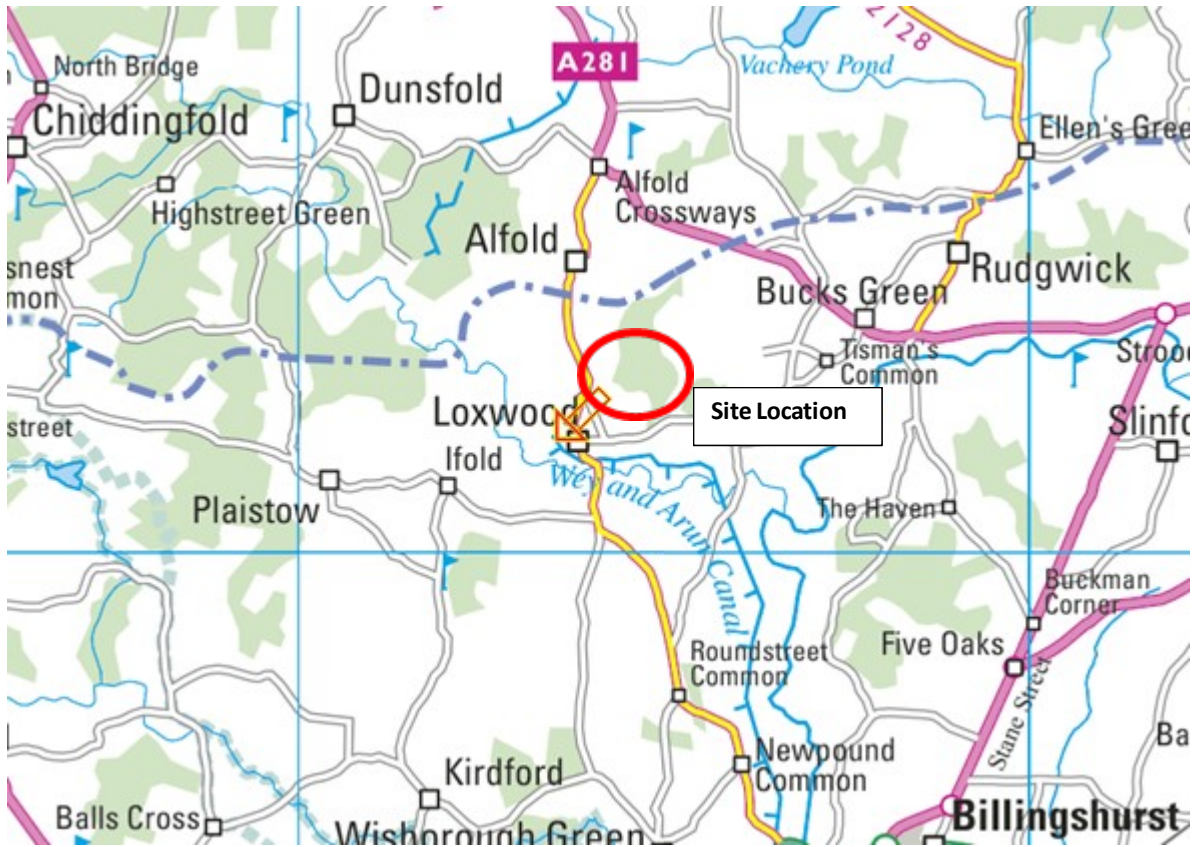 A281
2128
North Bridge
Vachery Pond
Dunsfold
Chiddingfold
Ellen's Gree
Alfold
Crossways
Highstreet Green
Alfold
Rudgwick
snest
mon
Bucks Green
Tisman's
Common
Stroo
Site Location
Loxwood
street
Slinfo
Ifold
Wey and Arun Canal
Plaistow
The Haven
Buckman
Corner
Five Oaks
Roundstreet
Common
Stane Street
Ba
Newpound
Common
Kirdford
Balls Cross
Billingshurst
Wisborough Green